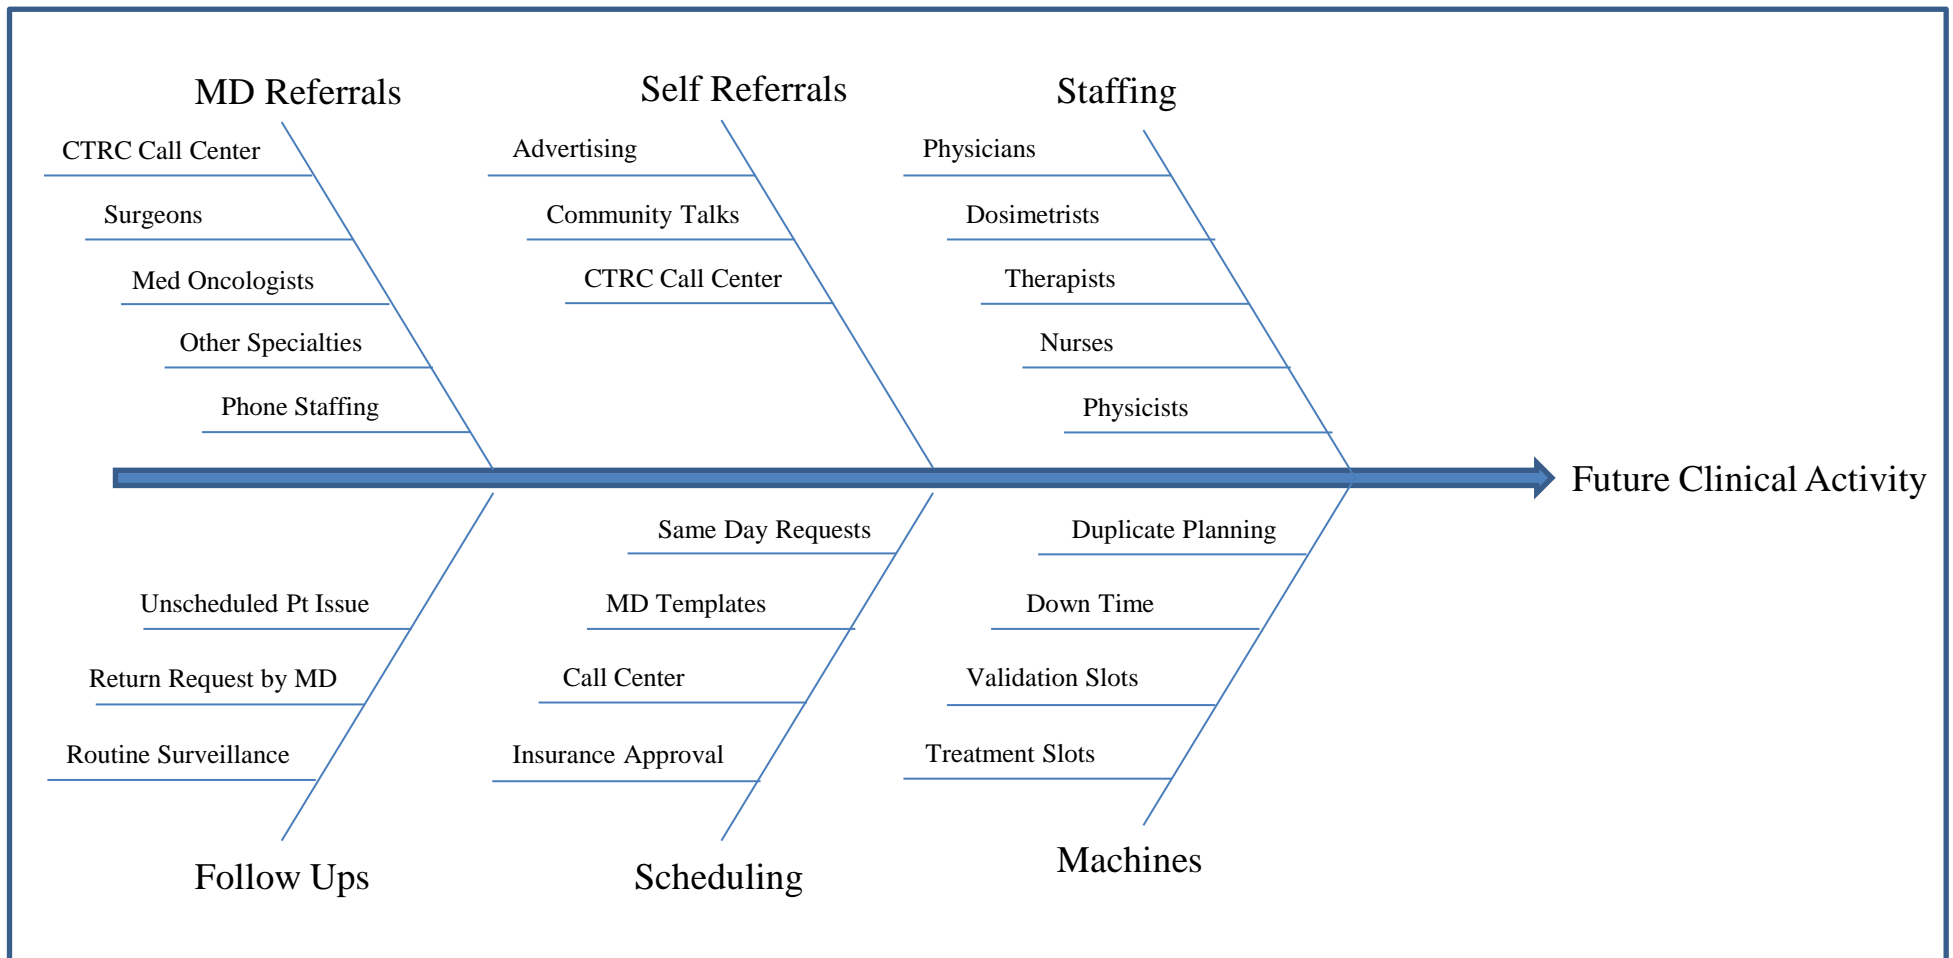 MD Referrals
CTRC Call Center
Surgeons
Med Oncologists
Other Specialties
Phone Staffing
Self Referrals
Advertising
Community Talks
CTRC Call Center
Staffing
Physicians
Dosimetrists
Therapists
Nurses
Physicists
Future Clinical Activity
Unscheduled Pt Issue
Return Request by MD
Routine Surveillance
Follow Ups
Same Day Requests
MD Templates
Call Center
Insurance Approval
Scheduling
Duplicate Planning
Down Time
Validation Slots
Treatment Slots
Machines